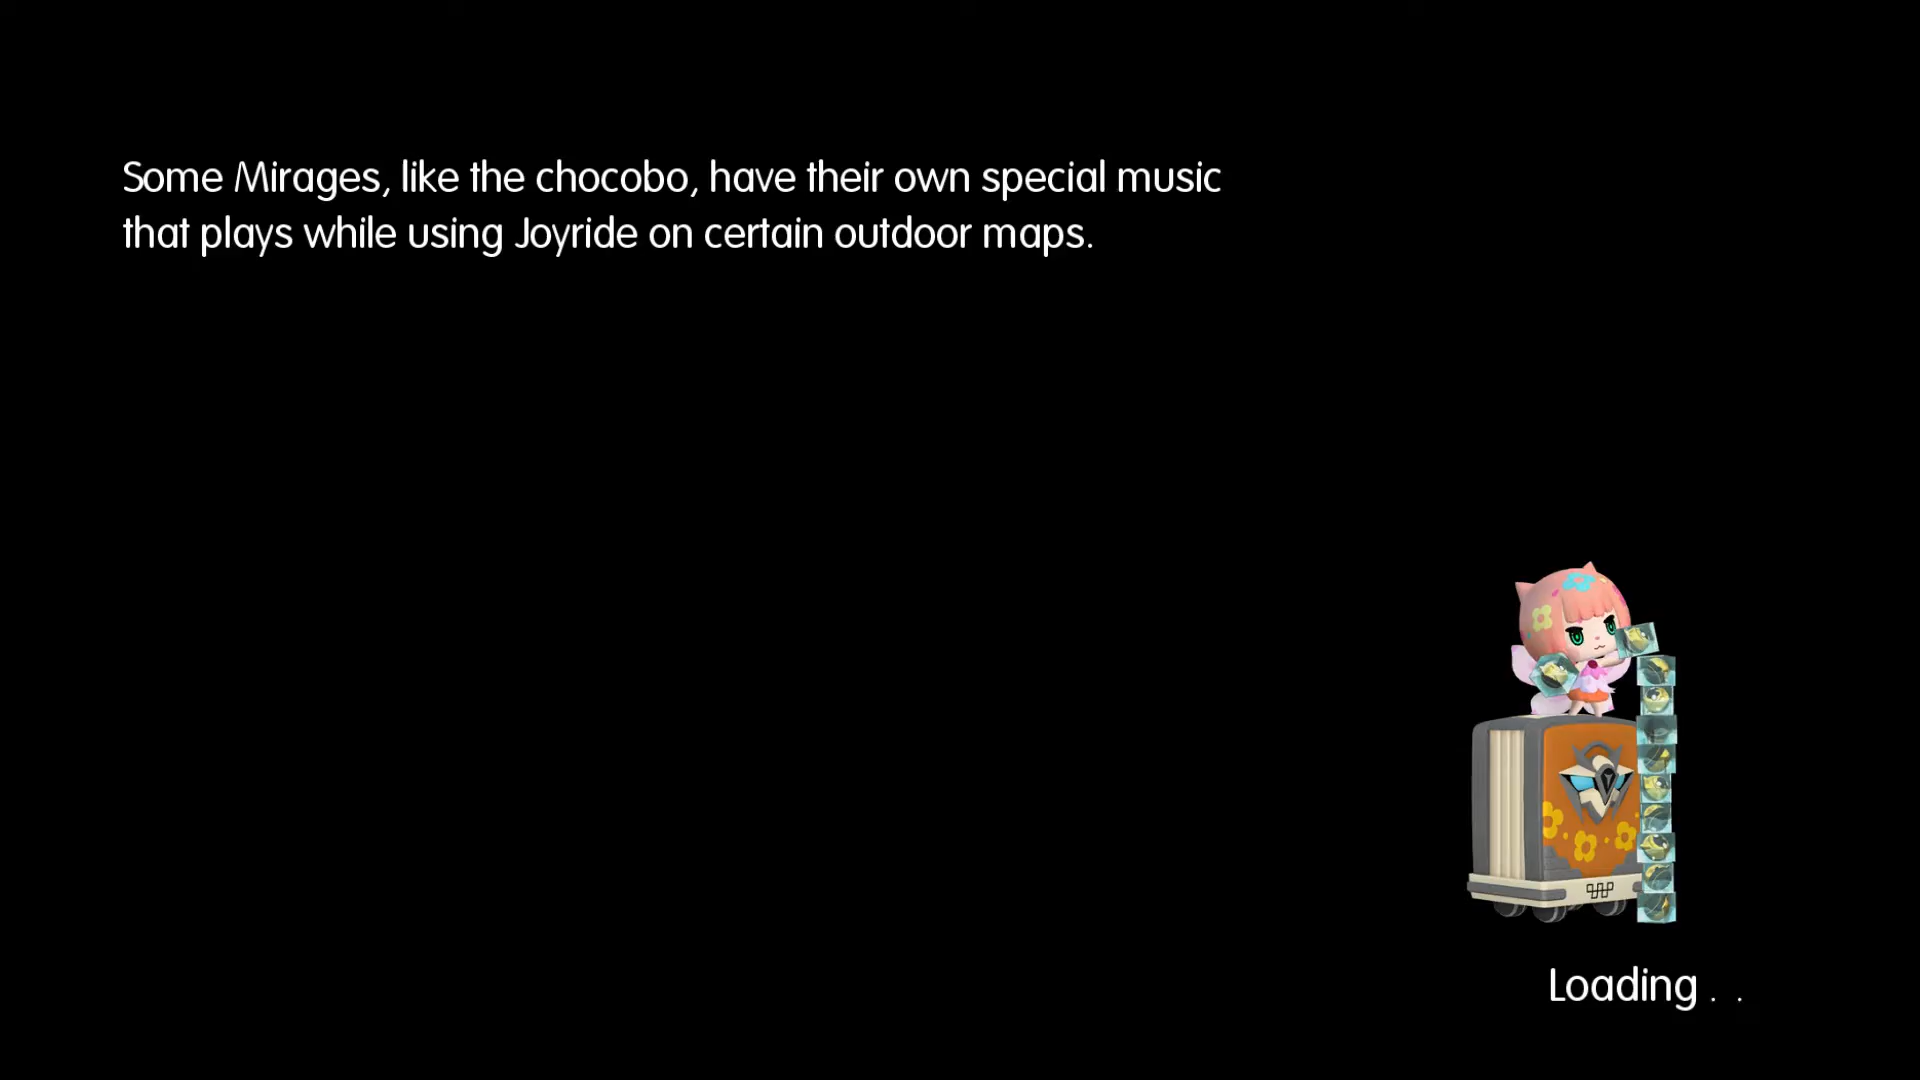 Some Mirages, like the chocobo, have their own special music
that plays while using Joyride on certain outdoor maps.
Loading . .